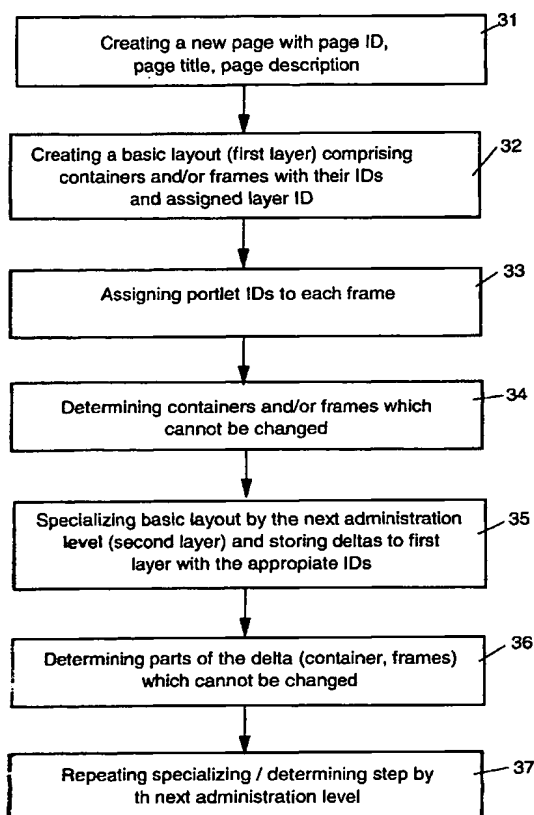 31
Creating a new page with page ID,
page title, page description
32
Creating a basic layout (first layer) comprising
containers and/or frames with their IDs
and assigned layer ID
33
Assigning portlet IDs to each frame
34
Determining containers and/or frames which
cannot be changed
35
Specializing basic layout by the next administration
level (second layer) and storing deltas to first
layer with the appropiate IDs
36
Determining parts of the delta (container, frames)
which cannot be changed
37
Repeating specializing / determining step by
th next administration level